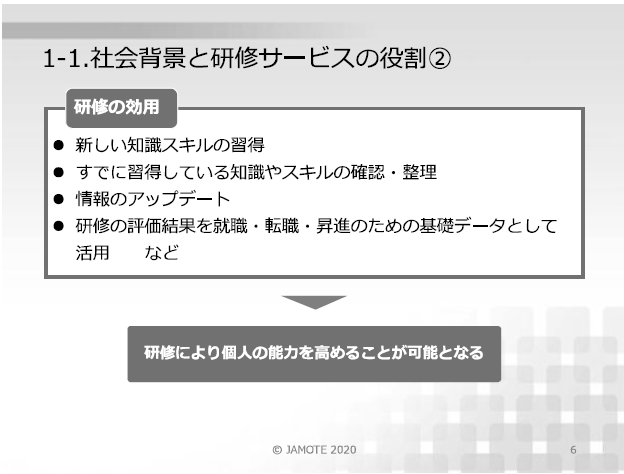 1-1.社会背景と研修サービスの役割②
研修の効用
● 新しい知識スキルの習得
● すでに習得している知識やスキルの確認・整理
● 情報のアップデート
● 研修の評価結果を就職・転職・昇進のための基礎データとして
活用　　など
研修により個人の能力を高めることが可能となる
© JAMOTE 2020
6